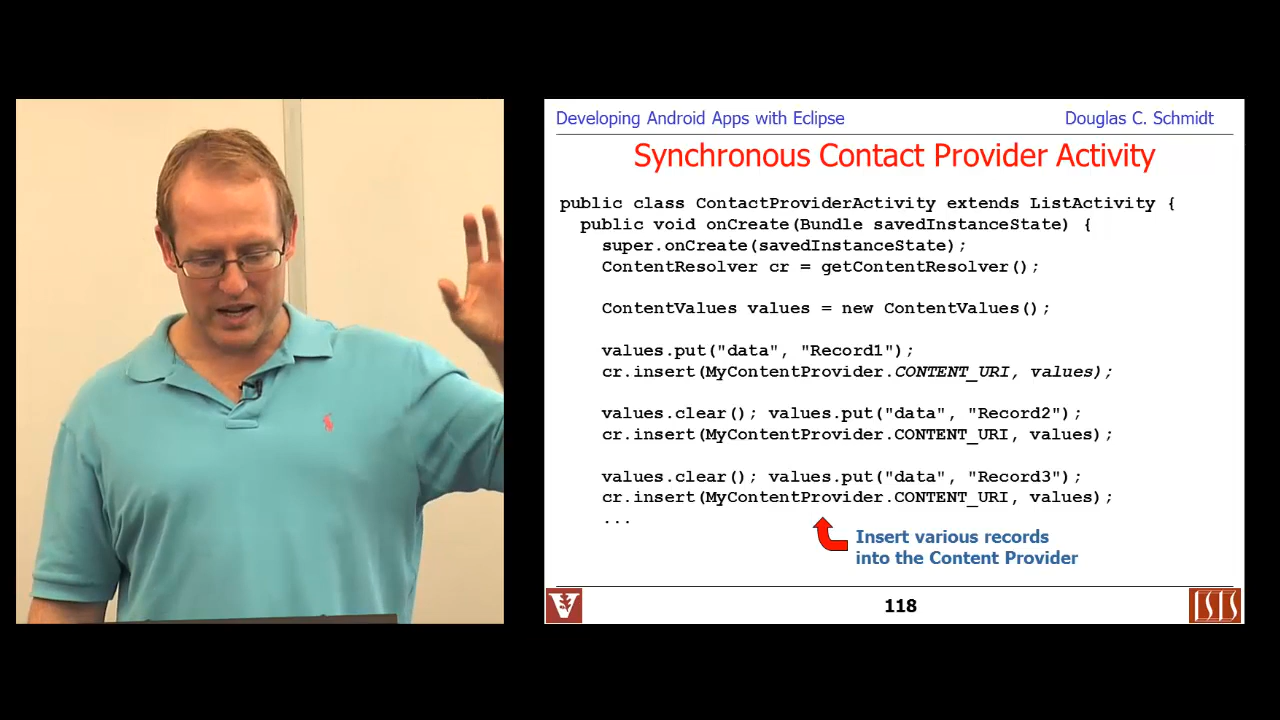 Developing Android Apps with Eclipse
Douglas C. Schmidt
Synchronous Contact Provider Activity
public class ContactProviderActivity extends ListActivity {
public void onCreate(Bundle savedInstanceState) {
super.onCreate(savedInstanceState);
ContentResolver cr = getContentResolver();
ContentValues values = new ContentValues();
values.put("data", "Record1");
cr.insert(MyContentProvider.CONTENT_URI, values);
values.clear(); values.put("data", "Record2");
cr.insert(MyContentProvider.CONTENT_URI, values);
values.clear(); values.put("data", "Record3");
cr.insert(MyContentProvider.CONTENT_URI, values);
...
Insert various records
into the Content Provider
V
118
ISIS